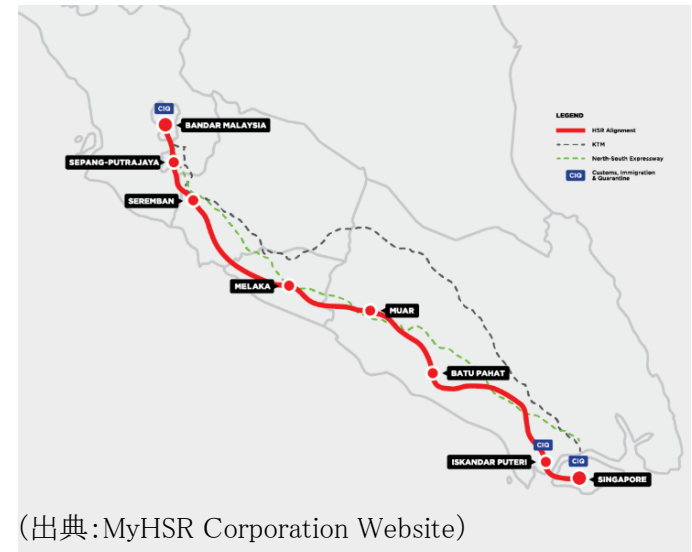 CIQ
BANDAR MALAYSIA
SEPANG-PUTRAJAYA
SEREMBAN
MELAKA
MUAR
BATU PAHAT
CIQ
CIQ
ISKANDAR PUTERI
SINGAPORE
LEGEND
HSR Alignment
KTM
North-South Expressway
CIQ
Customs, Immigration
& Quarantine
(出典:MyHSR Corporation Website)